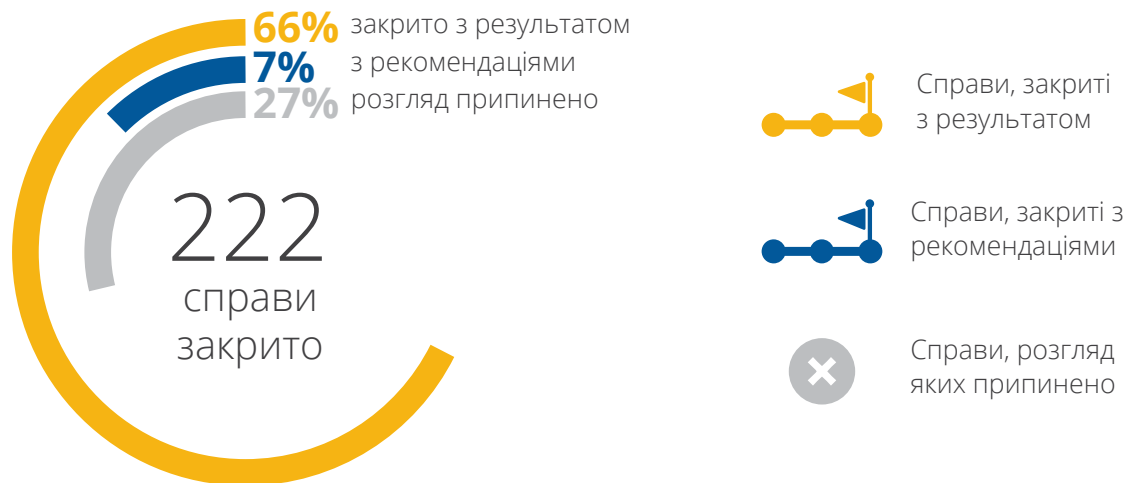 66% закрито з результатом
7% з рекомендаціями
27% розгляд припинено
222
справи
закрито
Справи, закриті
з результатом
Справи, закриті з
рекомендаціями
Справи, розгляд
яких припинено